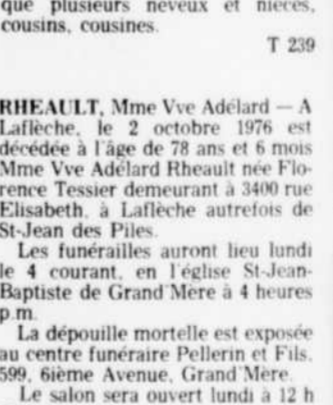 que plusieurs neveux et nièces,
cousins, cousines.
T 239
RHEAULT, Mme Vve Adélard — A
Laflèche, le 2 octobre 1976 est
décédée à l'âge de 78 ans et 6 mois
Mme Vve Adélard Rheault née Flo-
rence Tessier demeurant à 3400 rue
Elisabeth, à Laflèche autrefois de
St-Jean des Piles.
Les funérailles auront lieu lundi
le 4 courant, en l'église St-Jean-
Baptiste de Grand'Mère à 4 heures
p.m.
La dépouille mortelle est exposée
au centre funéraire Pellerin et Fils,
599, 6ième Avenue, Grand'Mère.
Le salon sera ouvert lundi à 12 h